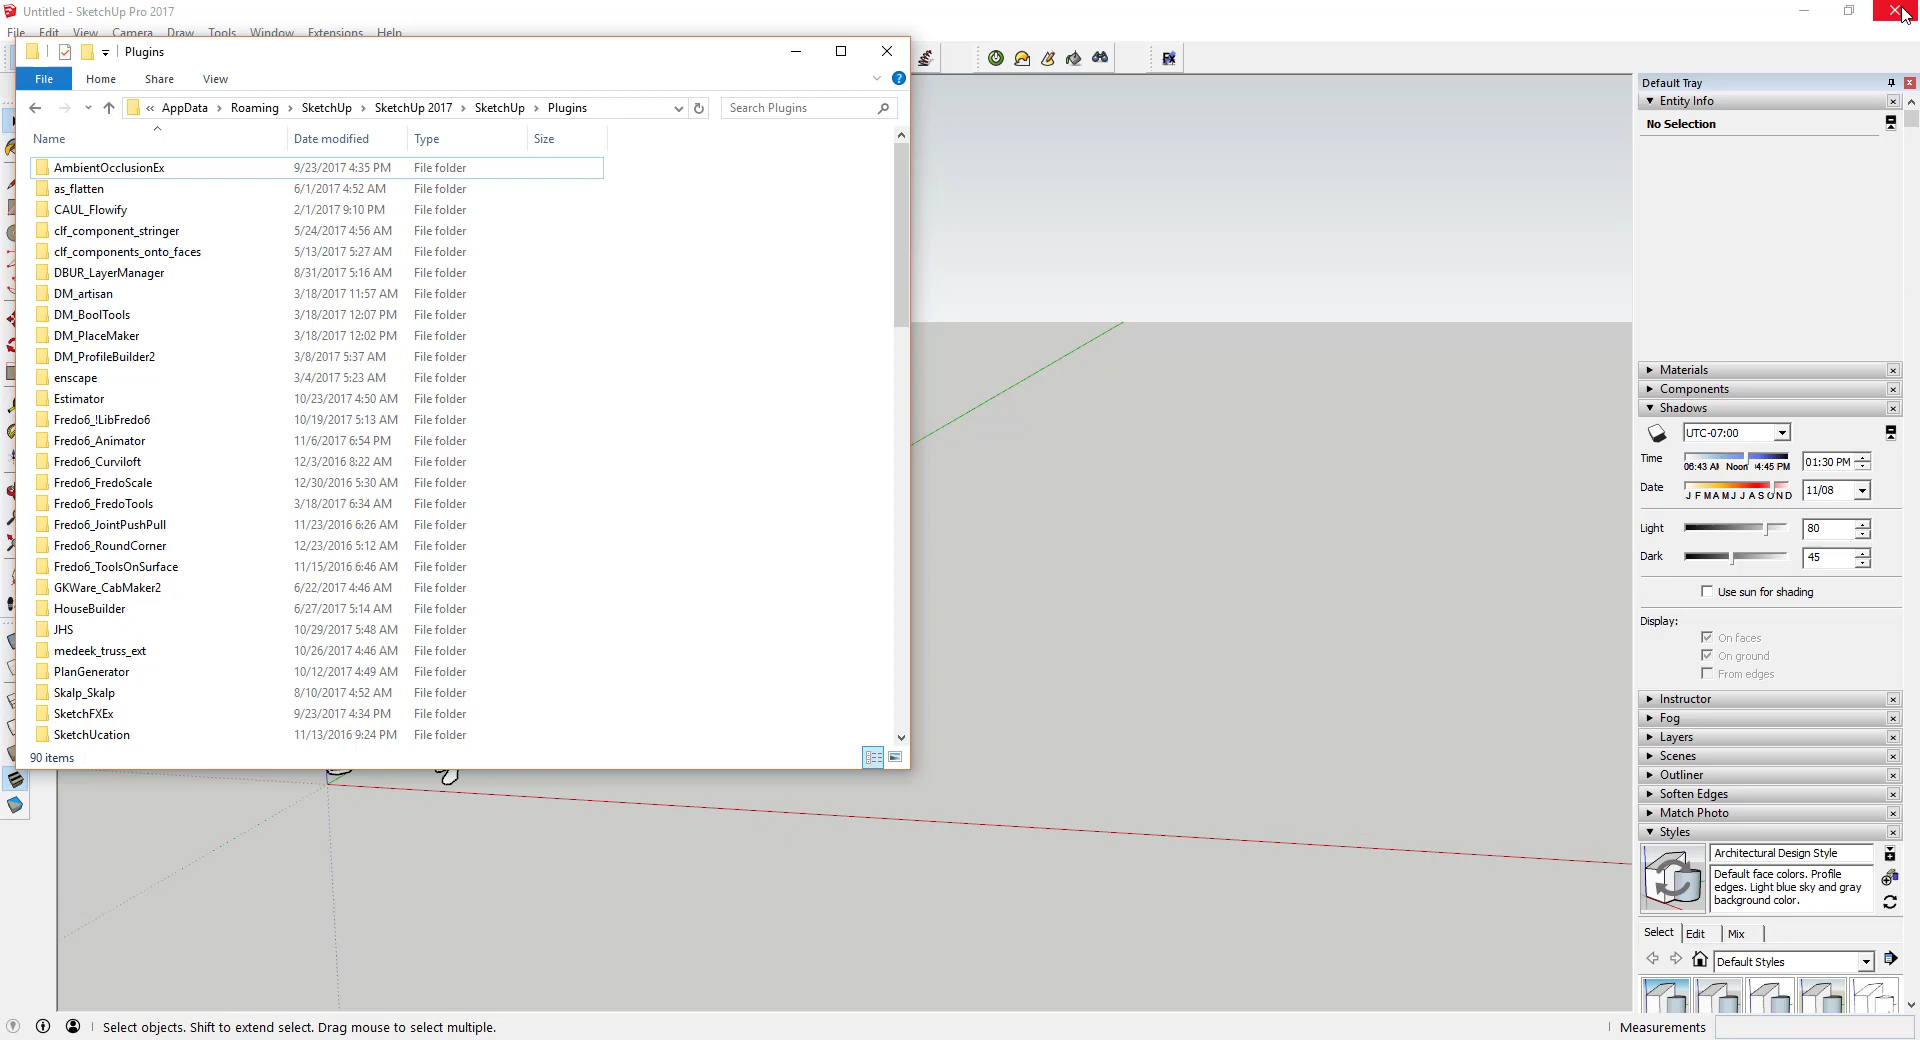 Untitled - SketchUp Pro 2017
File Edit View Camera Draw Tools Window Extensions Help
Plugins
File Home Share View
« AppData > Roaming > SketchUp > SketchUp 2017 > SketchUp > Plugins
Search Plugins
Name Date modified Type Size
AmbientOcclusionEx 9/23/2017 4:35 PM File folder
as_flatten 6/1/2017 4:52 AM File folder
CAUL_Flowify 2/1/2017 9:10 PM File folder
clf_component_stringer 5/24/2017 4:56 AM File folder
clf_components_onto_faces 5/13/2017 5:27 AM File folder
DBUR_LayerManager 8/31/2017 5:16 AM File folder
DM_artisan 3/18/2017 11:57 AM File folder
DM_BoolTools 3/18/2017 12:07 PM File folder
DM_PlaceMaker 3/18/2017 12:02 PM File folder
DM_ProfileBuilder2 3/8/2017 5:37 AM File folder
enscape 3/4/2017 5:23 AM File folder
Estimator 10/23/2017 4:50 AM File folder
Fredo6_!LibFredo6 10/19/2017 5:13 AM File folder
Fredo6_Animator 11/6/2017 6:54 PM File folder
Fredo6_Curviloft 12/3/2016 8:22 AM File folder
Fredo6_FredoScale 12/30/2016 5:30 AM File folder
Fredo6_FredoTools 3/18/2017 6:34 AM File folder
Fredo6_JointPushPull 11/23/2016 6:26 AM File folder
Fredo6_RoundCorner 12/23/2016 5:12 AM File folder
Fredo6_ToolsOnSurface 11/15/2016 6:46 AM File folder
GKWare_CabMaker2 6/22/2017 4:46 AM File folder
HouseBuilder 6/27/2017 5:14 AM File folder
JHS 10/29/2017 5:48 AM File folder
medeek_truss_ext 10/26/2017 4:46 AM File folder
PlanGenerator 10/12/2017 4:49 AM File folder
Skalp_Skalp 8/10/2017 4:52 AM File folder
SketchFXEx 9/23/2017 4:34 PM File folder
SketchUcation 11/13/2016 9:24 PM File folder
90 items
Default Tray
Entity Info
No Selection
Materials
Components
Shadows
UTC-07:00
Time 06:43 AM Noon 04:45 PM 01:30 PM
Date J F M A M J J A S O N D 11/08
Light 80
Dark 45
Use sun for shading
Display:
On faces
On ground
From edges
Instructor
Fog
Layers
Scenes
Outliner
Soften Edges
Match Photo
Styles
Architectural Design Style
Default face colors. Profile
edges. Light blue sky and gray
background color.
Select Edit Mix
Default Styles
Select objects. Shift to extend select. Drag mouse to select multiple.
Measurements